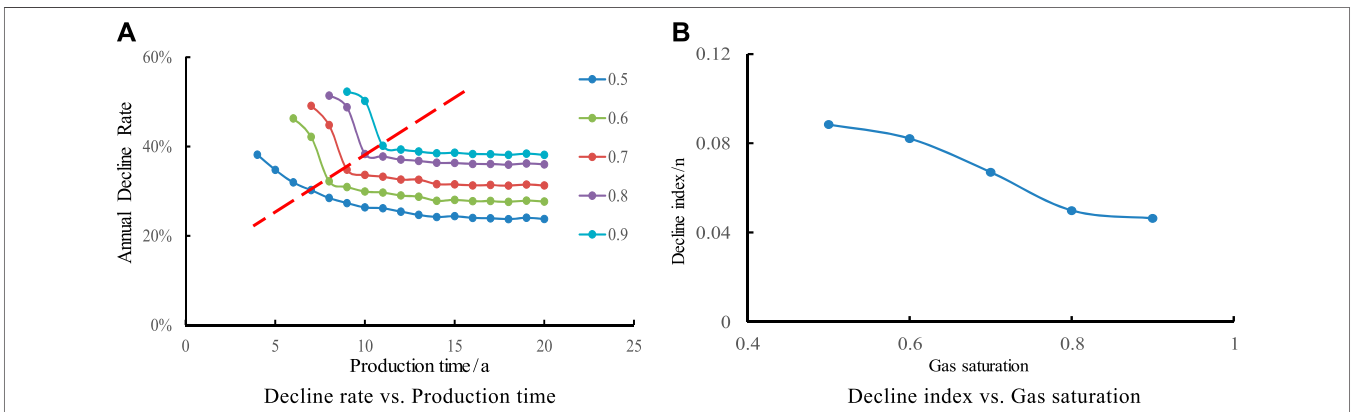 A
60%
40%
20%
0%
Annual Decline Rate
0 5 10 15 20 25
Production time/a
0.5
0.6
0.7
0.8
0.9
Decline rate vs. Production time
B
0.12
0.08
0.04
0
Decline index/n
0.4 0.6 0.8 1
Gas saturation
Decline index vs. Gas saturation